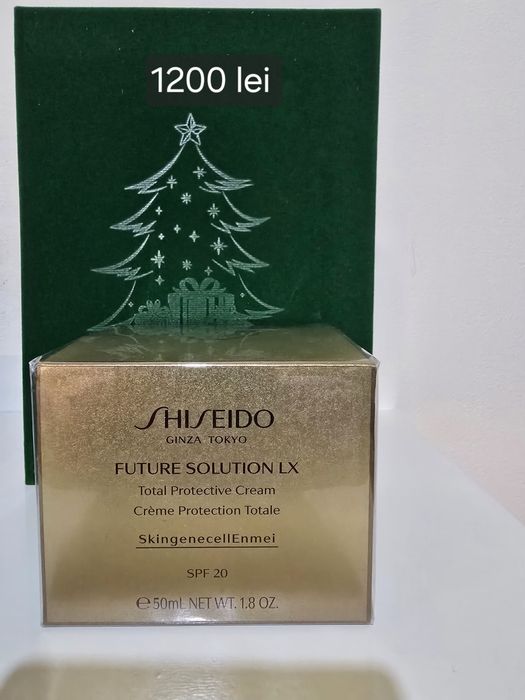 1200 lei
SHISEIDO
GINZA TOKYO
FUTURE SOLUTION LX
Total Protective Cream
Crème Protection Totale
SkingenecellEnmei
SPF 20
℮50mL NET WT. 1.8 OZ.